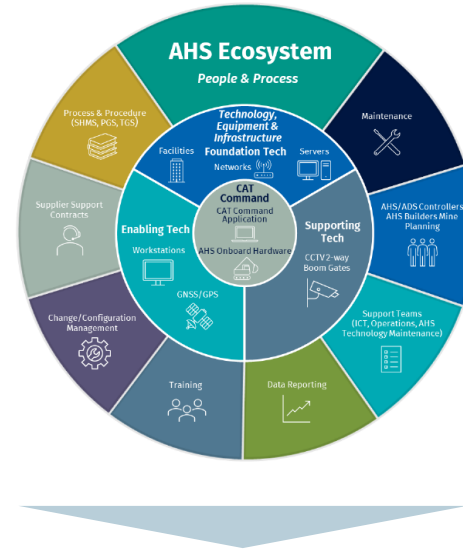 AHS Ecosystem
People & Process
Process & Procedure
(SHMS, PGS, TGS)
Maintenance
Technology,
Equipment &
Infrastructure
Foundation Tech
Facilities
Networks
Servers
Supplier Support
Contracts
CAT
Command
CAT Command
Application
AHS Onboard Hardware
AHS/ADS Controllers
AHS Builders Mine
Planning
Enabling Tech
Workstations
GNSS/GPS
Supporting
Tech
CCTV 2-way
Boom Gates
Change/Configuration
Management
Support Teams
(ICT, Operations, AHS
Technology Maintenance)
Training
Data Reporting